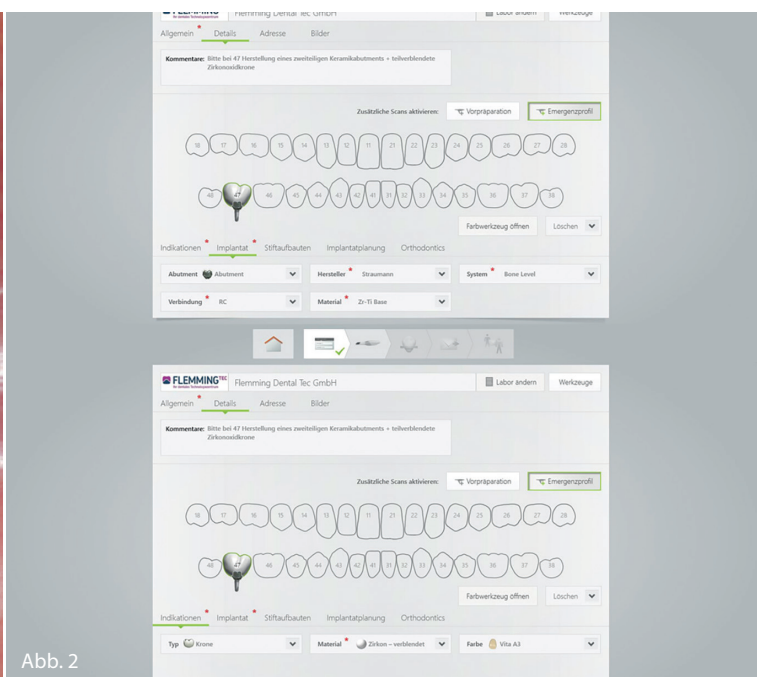 FLEMMING TEC Flemming Dental Tec GmbH Labor ändern Werkzeuge
Allgemein * Details Adresse Bilder
Kommentare: Bitte bei 47 Herstellung eines zweiteiligen Keramikabutments + teilverblendete
Zirkonoxidkrone
Zusätzliche Scans aktivieren: Vorpräparation Emergenzprofil
18 17 16 15 14 13 12 11 21 22 23 24 25 26 27 28
48 47 46 45 44 43 42 41 31 32 33 34 35 36 37 38
Farbwerkzeug öffnen Löschen
Indikationen * Implantat * Stiftaufbauten Implantatplanung Orthodontics
Abutment Abutment Hersteller * Straumann System * Bone Level
Verbindung * RC Material * Zr-Ti Base
FLEMMING TEC Flemming Dental Tec GmbH Labor ändern Werkzeuge
Allgemein * Details Adresse Bilder
Kommentare: Bitte bei 47 Herstellung eines zweiteiligen Keramikabutments + teilverblendete
Zirkonoxidkrone
Zusätzliche Scans aktivieren: Vorpräparation Emergenzprofil
18 17 16 15 14 13 12 11 21 22 23 24 25 26 27 28
48 47 46 45 44 43 42 41 31 32 33 34 35 36 37 38
Farbwerkzeug öffnen Löschen
Indikationen * Implantat * Stiftaufbauten Implantatplanung Orthodontics
Typ Krone Material * Zirkon – verblendet Farbe Vita A3
Abb. 2